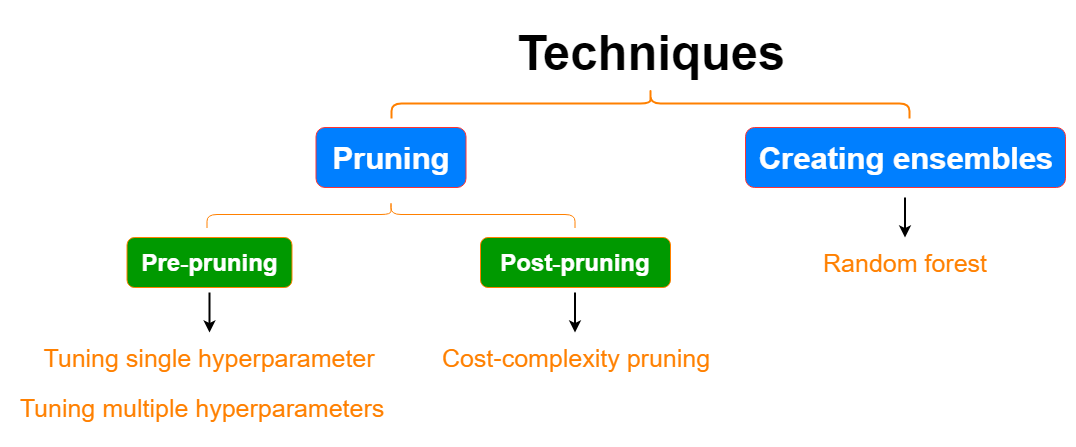 Techniques
Pruning
Creating ensembles
Pre-pruning
Post-pruning
Random forest
Tuning single hyperparameter
Cost-complexity pruning
Tuning multiple hyperparameters